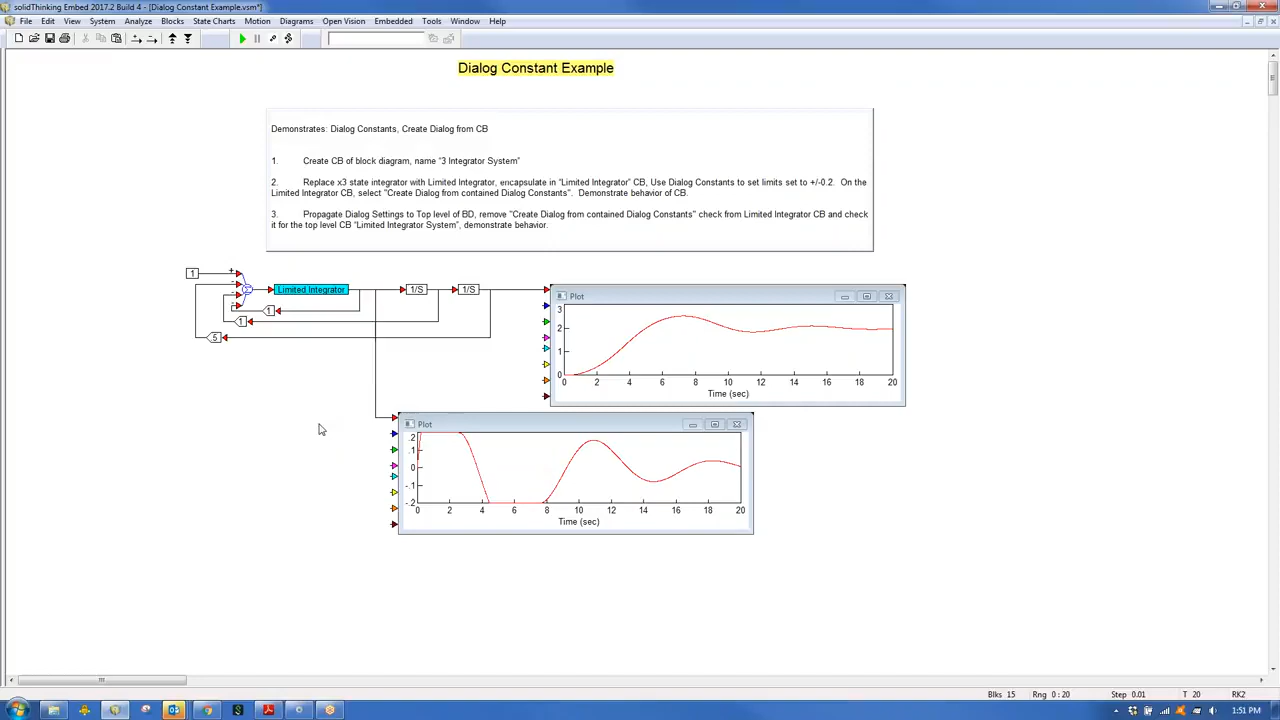 solidThinking Embed 2017.2 Build 4 - [Dialog Constant Example.vsm*]
File Edit View System Analyze Blocks State Charts Motion Diagrams Open Vision Embedded Tools Window Help
Dialog Constant Example
Demonstrates: Dialog Constants, Create Dialog from CB
1. Create CB of block diagram, name “3 Integrator System”
2. Replace x3 state integrator with Limited Integrator, encapsulate in “Limited Integrator” CB, Use Dialog Constants to set limits set to +/-0.2. On the
Limited Integrator CB, select "Create Dialog from contained Dialog Constants". Demonstrate behavior of CB.
3. Propagate Dialog Settings to Top level of BD, remove "Create Dialog from contained Dialog Constants" check from Limited Integrator CB and check
it for the top level CB “Limited Integrator System”, demonstrate behavior.
1
+
-
-
-
Σ
Limited Integrator
1/S
1/S
1
1
.5
Plot
3
2
1
0
0 2 4 6 8 10 12 14 16 18 20
Time (sec)
Plot
.2
.1
0
-.1
-.2
0 2 4 6 8 10 12 14 16 18 20
Time (sec)
Blks 15 Rng 0:20 Step 0.01 T 20 RK2
1:51 PM